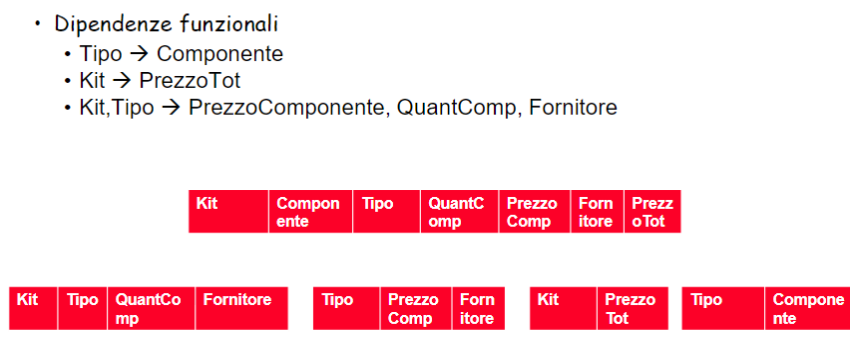 • Dipendenze funzionali
• Tipo → Componente
• Kit → PrezzoTot
• Kit,Tipo → PrezzoComponente, QuantComp, Fornitore
Kit Compon Tipo QuantC Prezzo Forn Prezz
ente omp Comp itore oTot
Kit Tipo QuantCo Fornitore Tipo Prezzo Forn Kit Prezzo Tipo Compone
mp Comp itore Tot nte